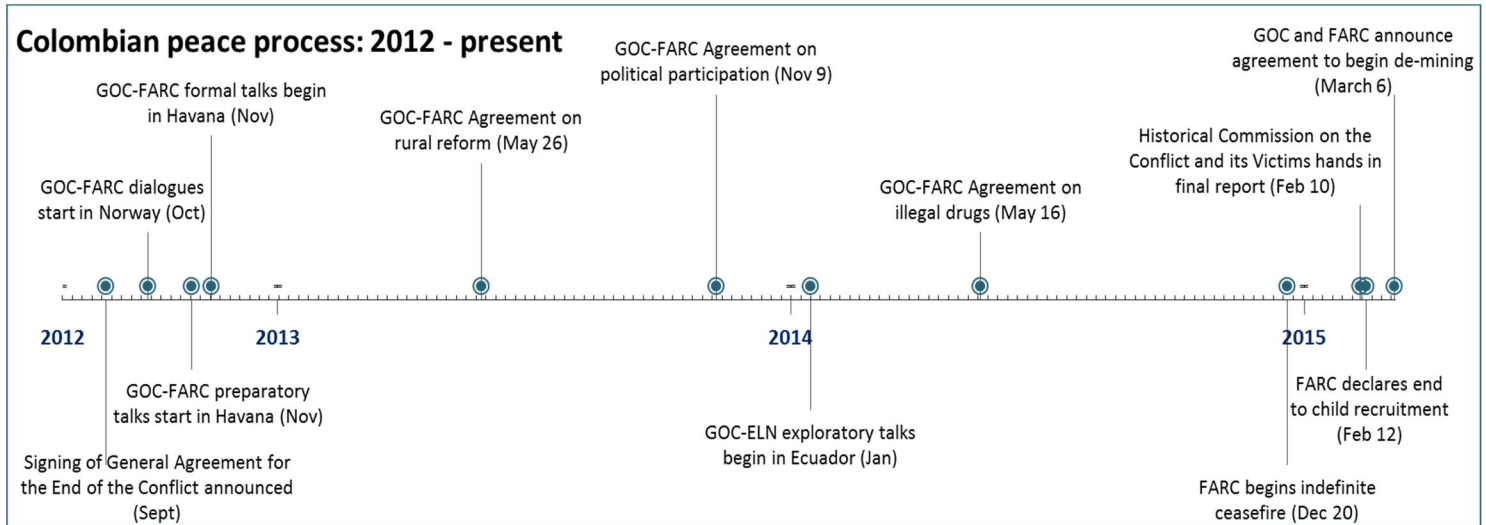 Colombian peace process: 2012 - present
GOC-FARC formal talks begin
in Havana (Nov)
GOC-FARC dialogues
start in Norway (Oct)
GOC-FARC Agreement on
rural reform (May 26)
GOC-FARC Agreement on
political participation (Nov 9)
GOC-FARC Agreement on
illegal drugs (May 16)
GOC and FARC announce
agreement to begin de-mining
(March 6)
Historical Commission on the
Conflict and its Victims hands in
final report (Feb 10)
2012
2013
2014
2015
GOC-FARC preparatory
talks start in Havana (Nov)
Signing of General Agreement for
the End of the Conflict announced
(Sept)
GOC-ELN exploratory talks
begin in Ecuador (Jan)
FARC declares end
to child recruitment
(Feb 12)
FARC begins indefinite
ceasefire (Dec 20)